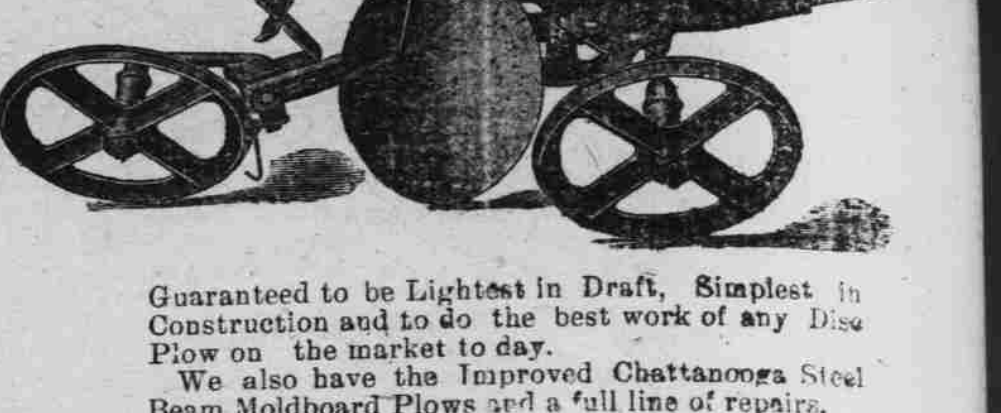 Guaranteed to be Lightest in Draft, Simplest in
Construction and to do the best work of any Disc
Plow on the market to day.
We also have the Improved Chattanooga Steel
Beam Moldboard Plows and a full line of repairs.